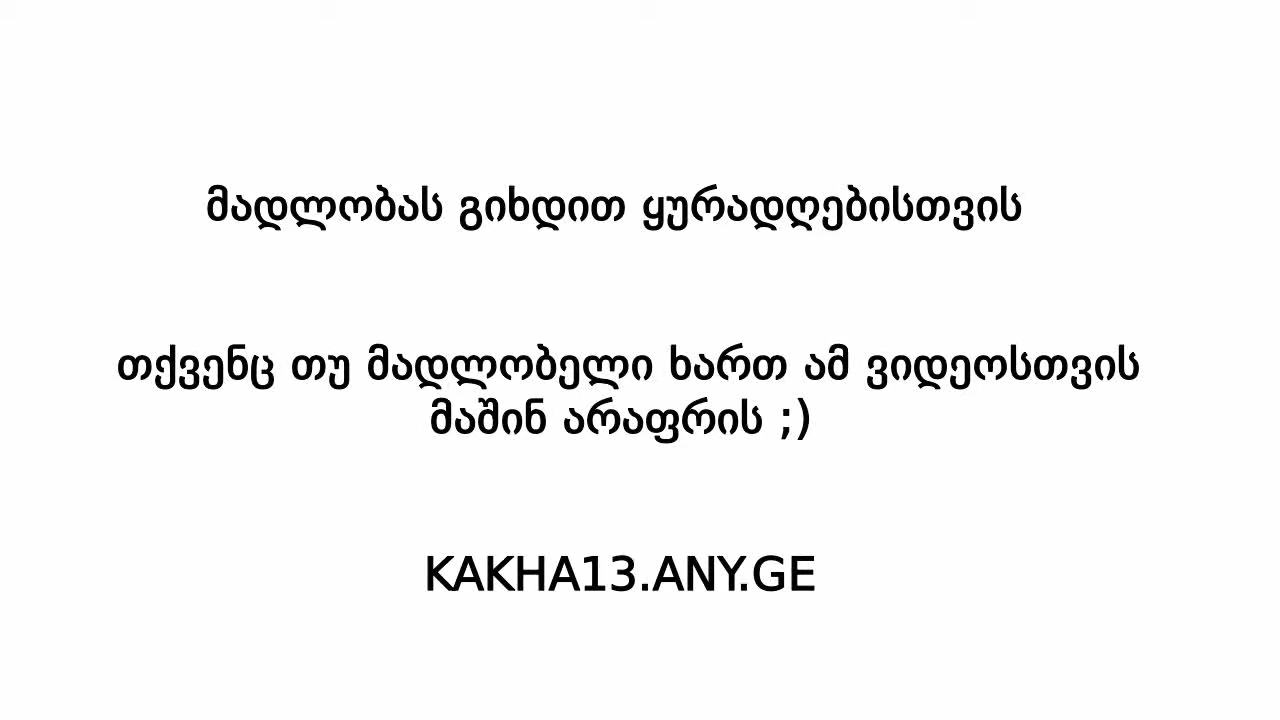 მადლობას გიხდით ყურადღებისთვის
თქვენც თუ მადლობელი ხართ ამ ვიდეოსთვის
მაშინ არაფრის ;)
KAKHA13.ANY.GE